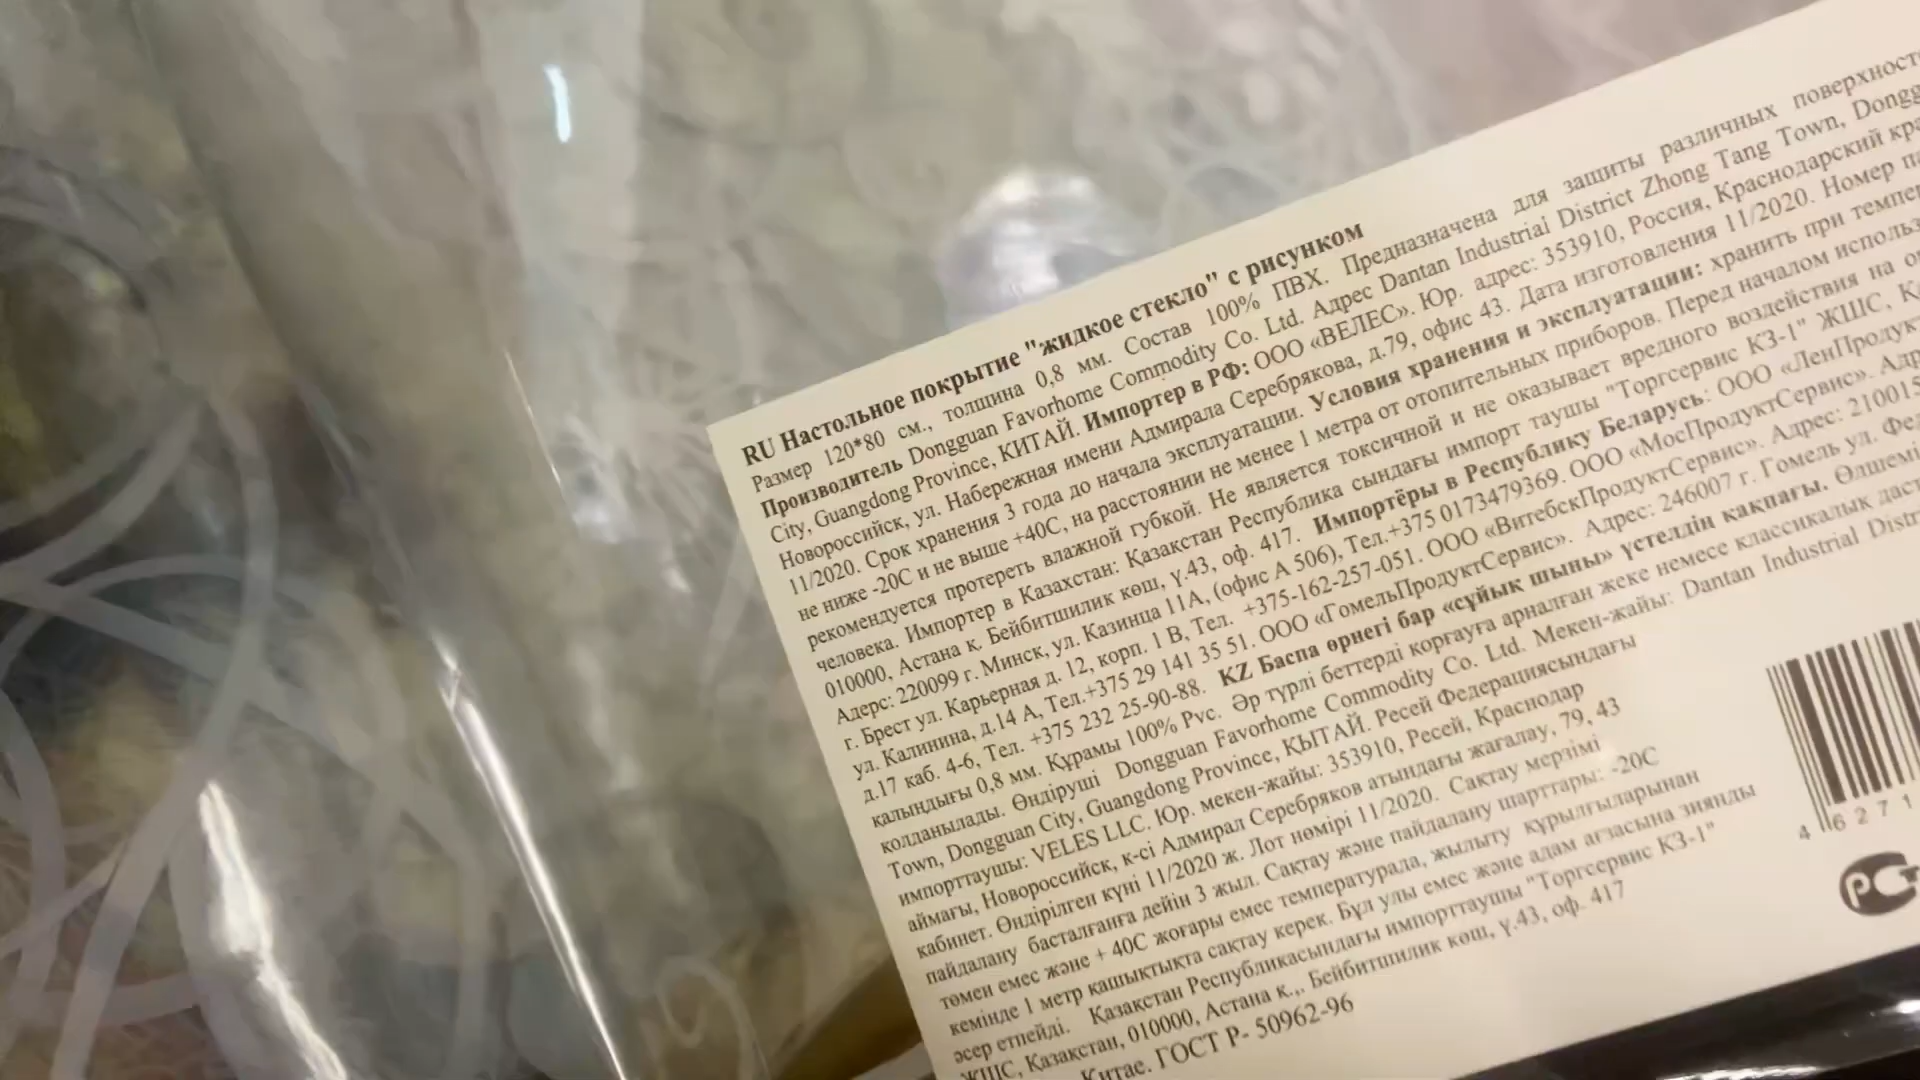 RU Настольное покрытие "жидкое стекло" с рисунком
Размер 120*80 см., толщина 0,8 мм. Состав 100% ПВХ. Предназначена для защиты различных
Производитель Dongguan Favorhome Commodity Co. Ltd. Адрес Dantan Industrial District Zhong Tang Town,
City, Guangdong Province, КИТАЙ. Импортер в РФ: ООО «ВЕЛЕС». Юр. адрес: 353910, Россия, Краснодарский
Новороссийск, ул. Набережная имени Адмирала Серебрякова, д.79, офис 43. Дата изготовления 11/2020. Номер
11/2020. Срок хранения 3 года до начала эксплуатации. Условия хранения и эксплуатации: хранить при
не ниже -20С и не выше +40С, на расстоянии не менее 1 метра от отопительных приборов. Перед началом
рекомендуется протереть влажной губкой. Не является токсичной и не оказывает вредного воздействия на
человека. Импортер в Казахстан: Қазақстан Республика сындағы импорт таушы "Торгсервис КЗ-1" ЖШС,
010000, Астана қ. Бейбитшилик көш, ү.43, оф. 417. Импортёры в Республику Беларусь: ООО
Адерс: 220099 г. Минск, ул. Казинца 11А, (офис А 506), Тел.+375 0173479369. ООО «МосПродуктСервис».
г. Брест ул. Карьерная д. 12, корп. 1 В, Тел. +375-162-257-051. ООО «ВитебскПродуктСервис». Адрес: 210015
ул. Калинина, д.14 А, Тел.+375 29 141 35 51. ООО «ГомельПродуктСервис». Адрес: 246007 г. Гомель ул.
д.17 каб. 4-6, Тел. +375 232 25-90-88. KZ Баспа өрнегі бар «сұйық шыны» үстелдің қақпағы. Өлшемі
қалыңдығы 0,8 мм. Құрамы 100% Pvc. Әр түрлі беттерді қорғауға арналған жеке немесе классикалық
қолданылады. Өндіруші Dongguan Favorhome Commodity Co. Ltd. Мекен-жайы: Dantan Industrial
Town, Dongguan City, Guangdong Province, ҚЫТАЙ. Ресей Федерациясындағы
импорттаушы: VELES LLC. Юр. мекен-жайы: 353910, Ресей, Краснодар
аймағы, Новороссийск, к-сі Адмирал Серебряков атындағы жағалау, 79, 43
кабинет. Өндірілген күні 11/2020 ж. Лот нөмірі 11/2020. Сақтау мерзімі
пайдалану басталғанға дейін 3 жыл. Сақтау және пайдалану шарттары: -20С
төмен емес және + 40С жоғары емес температурада, жылыту құрылғыларынан
кемінде 1 метр қашықтықта сақтау керек. Бұл улы емес және адам ағзасына зиянды
әсер етпейді. Қазақстан Республикасындағы импорттаушы "Торгсервис КЗ-1"
ЖШС, Қазақстан, 010000, Астана қ.., Бейбитшилик көш, ү.43, оф. 417
Китае. ГОСТ Р- 50962-96
4 6271
РС